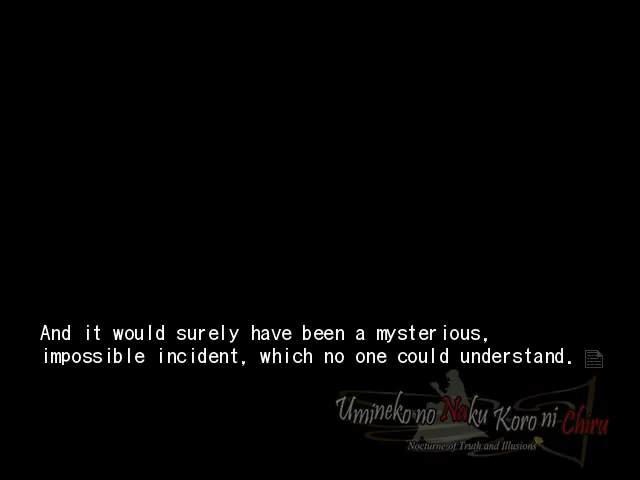 And it would surely have been a mysterious,
impossible incident, which no one could understand.
Umineko no Naku Koro ni Chiru
Nocturne of Truth and Illusions